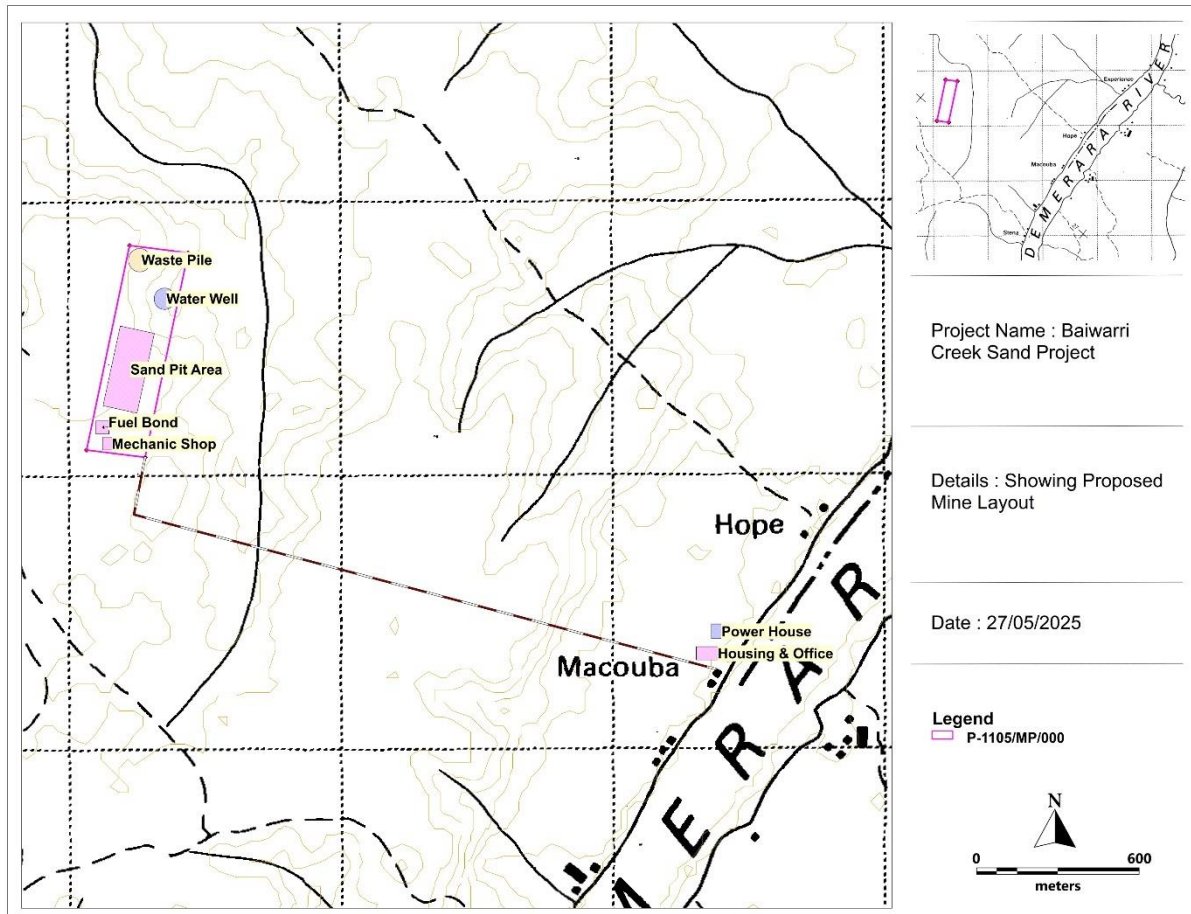 Waste Pile
Water Well
Sand Pit Area
Fuel Bond
Mechanic Shop
Hope
Power House
Housing & Office
Macouba
MERAR
Experience
Hope
Macouba
DEMERARA RIVER
Project Name : Baiwarri
Creek Sand Project
Details : Showing Proposed
Mine Layout
Date : 27/05/2025
Legend
P-1105/MP/000
N
0 600
meters